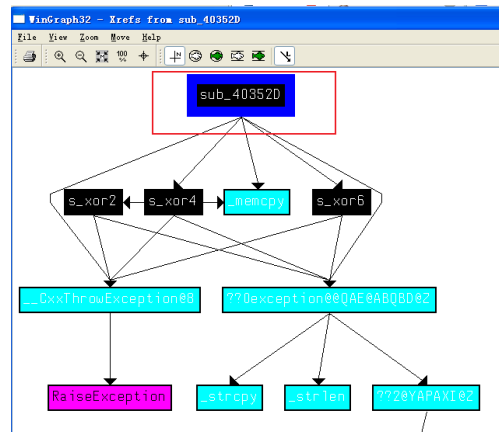 WinGraph32 - Xrefs from sub_40352D
File View Zoom Move Help
100 %
N
sub_40352D
s_xor2 s_xor4 _memcpy s_xor6
__CxxThrowException@8 ??0exception@@QAE@ABQBD@Z
RaiseException _strcpy _strlen ??2@YAPAXI@Z